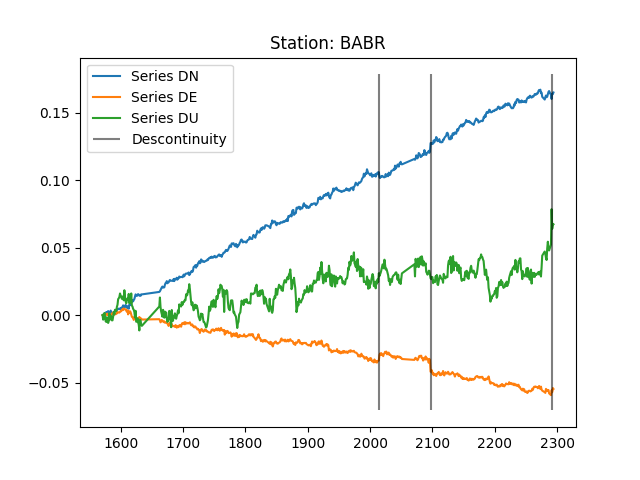 Station: BABR
Series DN
Series DE
Series DU
Descontinuity
0.15
0.10
0.05
0.00
−0.05
1600 1700 1800 1900 2000 2100 2200 2300